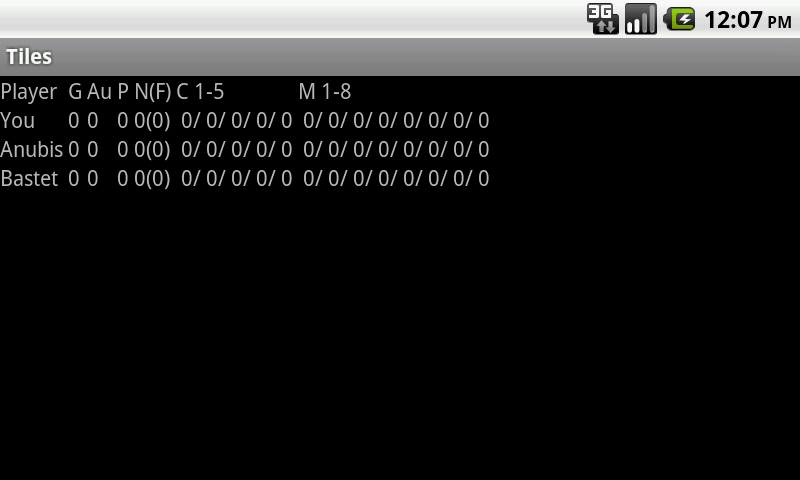 3G 12:07 PM
Tiles
Player G Au P N(F) C 1-5 M 1-8
You 0 0 0 0(0) 0/ 0/ 0/ 0/ 0 0/ 0/ 0/ 0/ 0/ 0/ 0/ 0
Anubis 0 0 0 0(0) 0/ 0/ 0/ 0/ 0 0/ 0/ 0/ 0/ 0/ 0/ 0/ 0
Bastet 0 0 0 0(0) 0/ 0/ 0/ 0/ 0 0/ 0/ 0/ 0/ 0/ 0/ 0/ 0